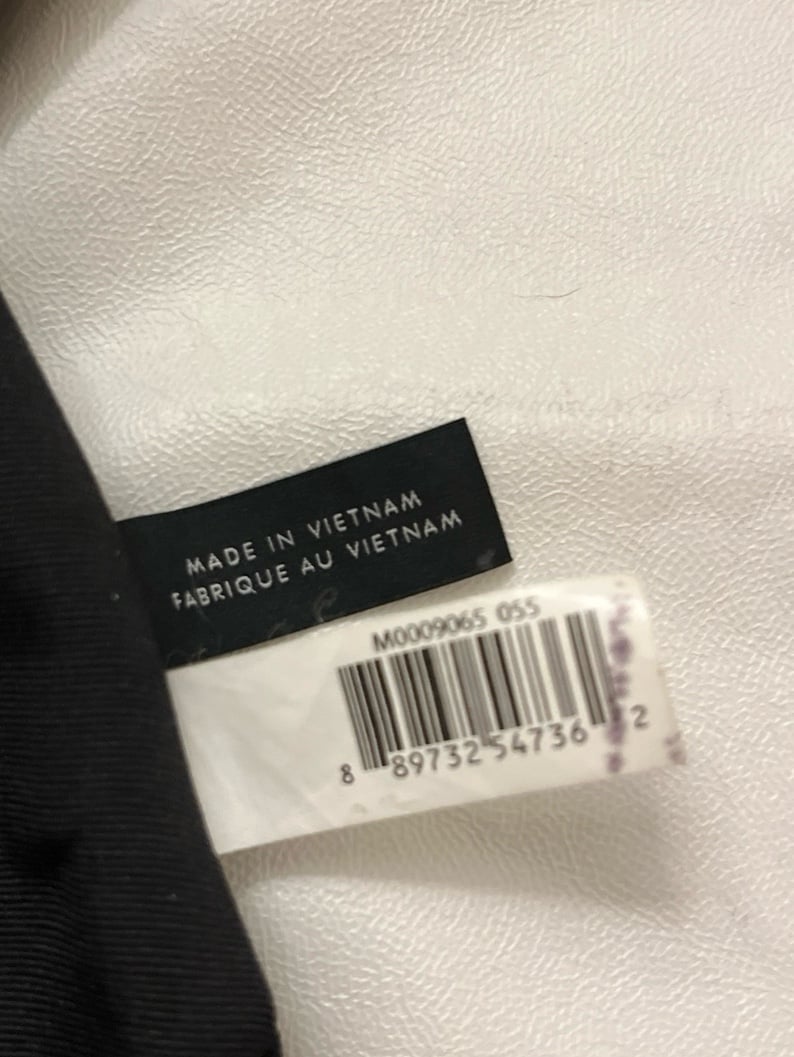 MADE IN VIETNAM
FABRIQUE AU VIETNAM
M0009065 055
8 89732 54736 2